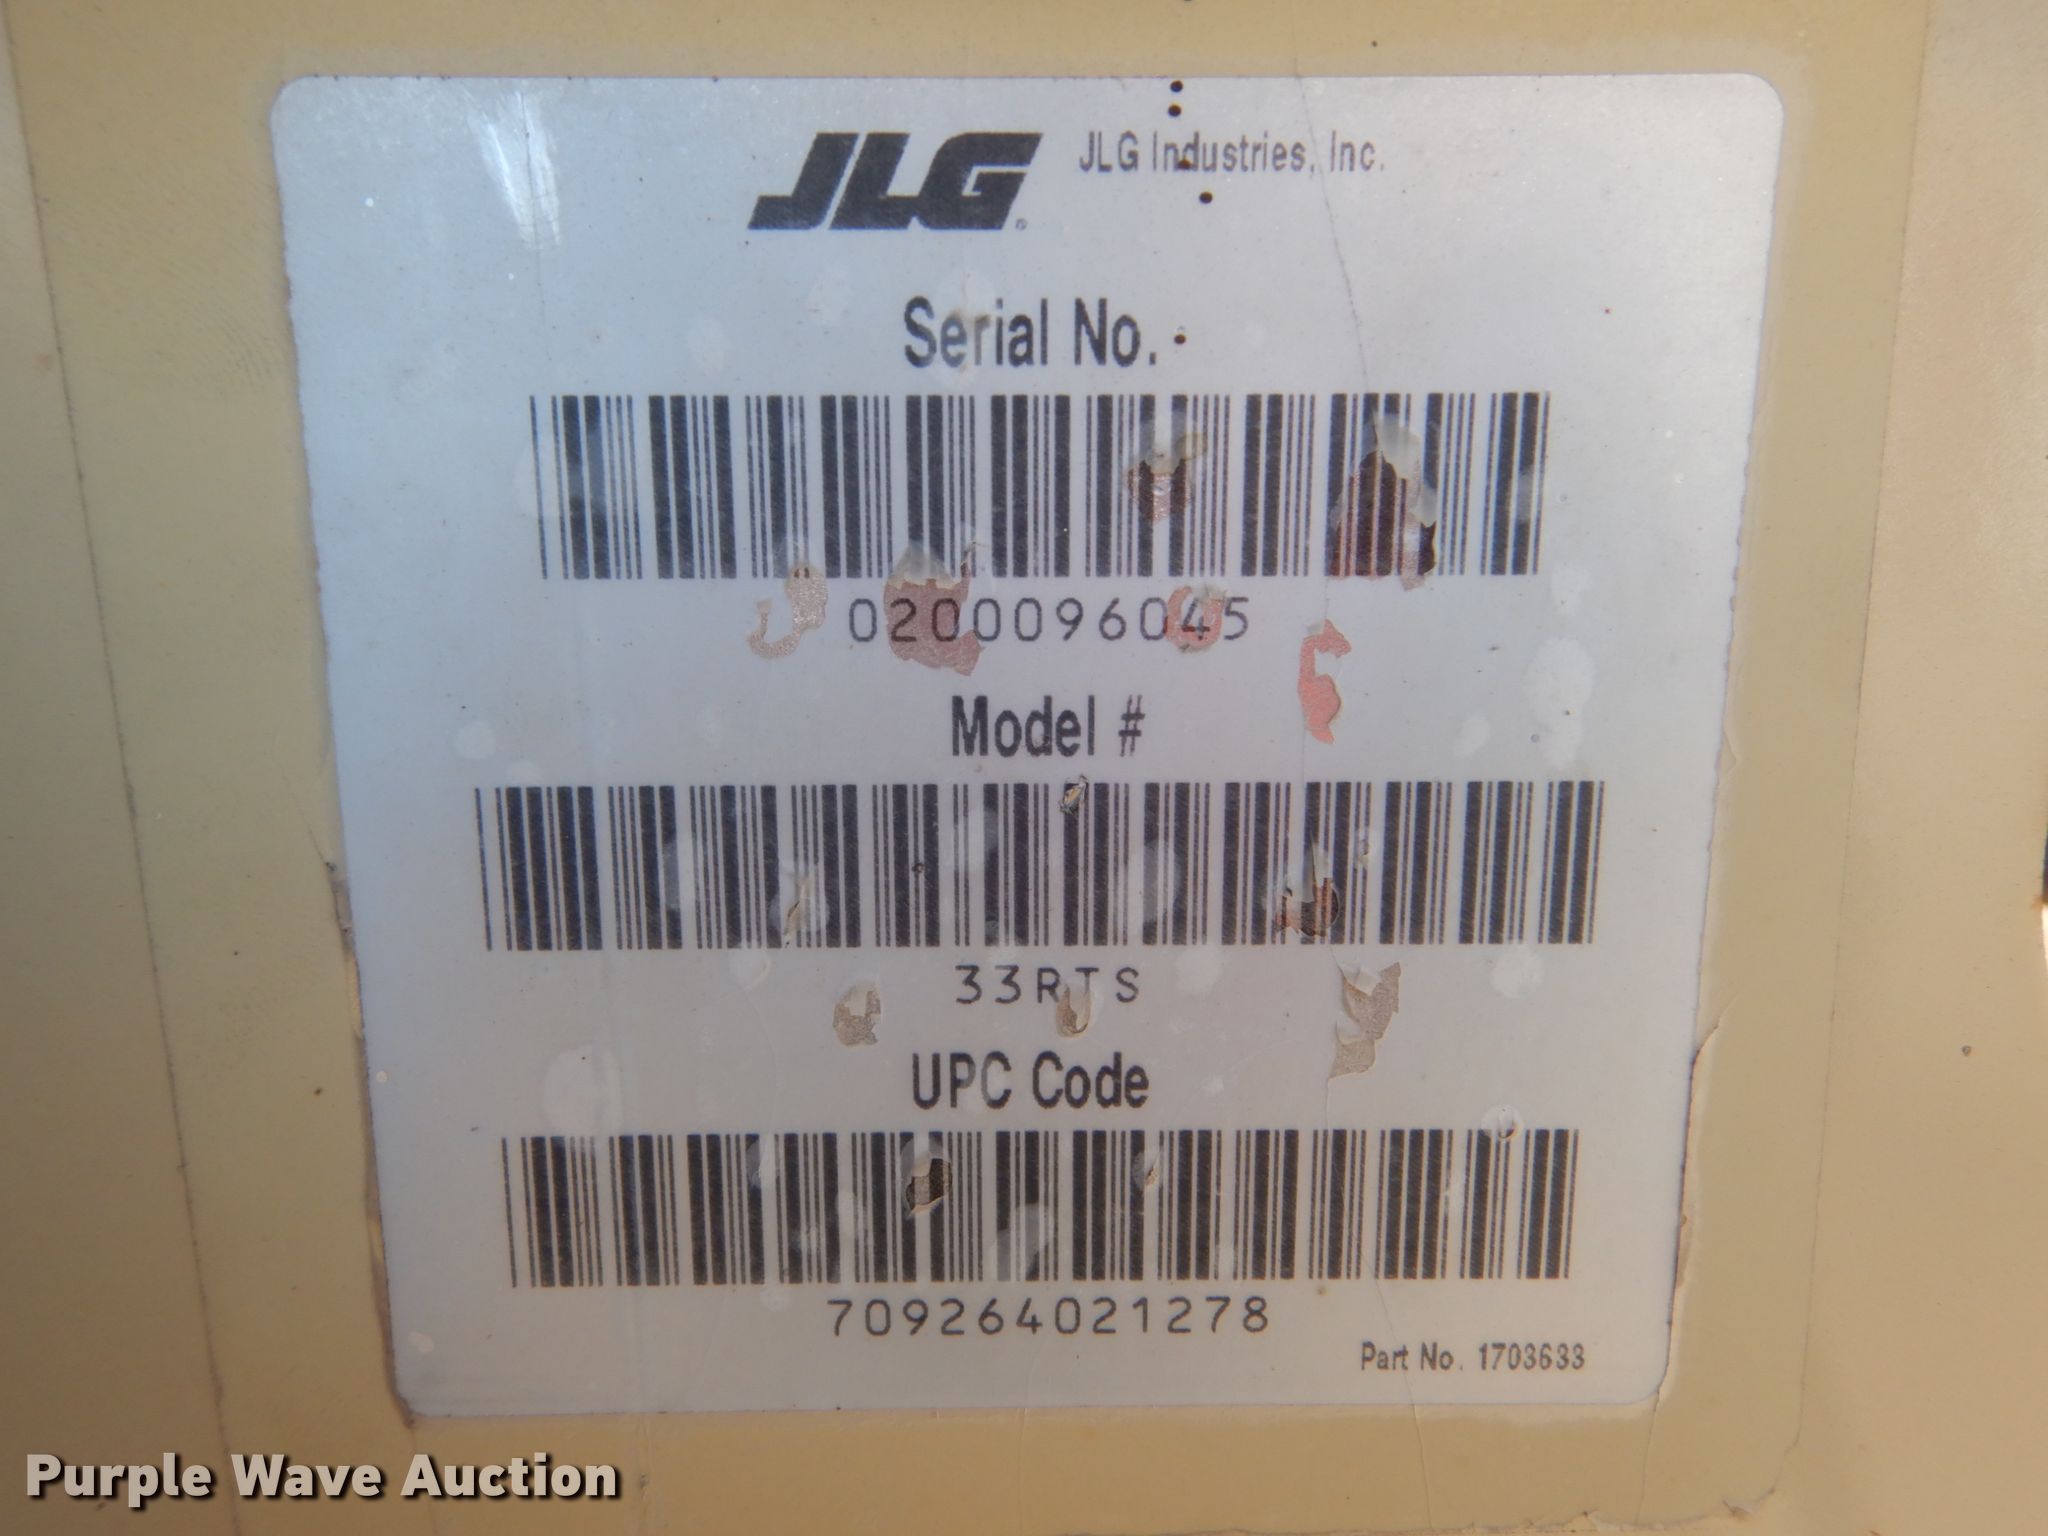 JLG
JLG Industries, Inc.
Serial No.
0200096045
Model #
33RTS
UPC Code
709264021278
Part No. 1703633
Purple Wave Auction